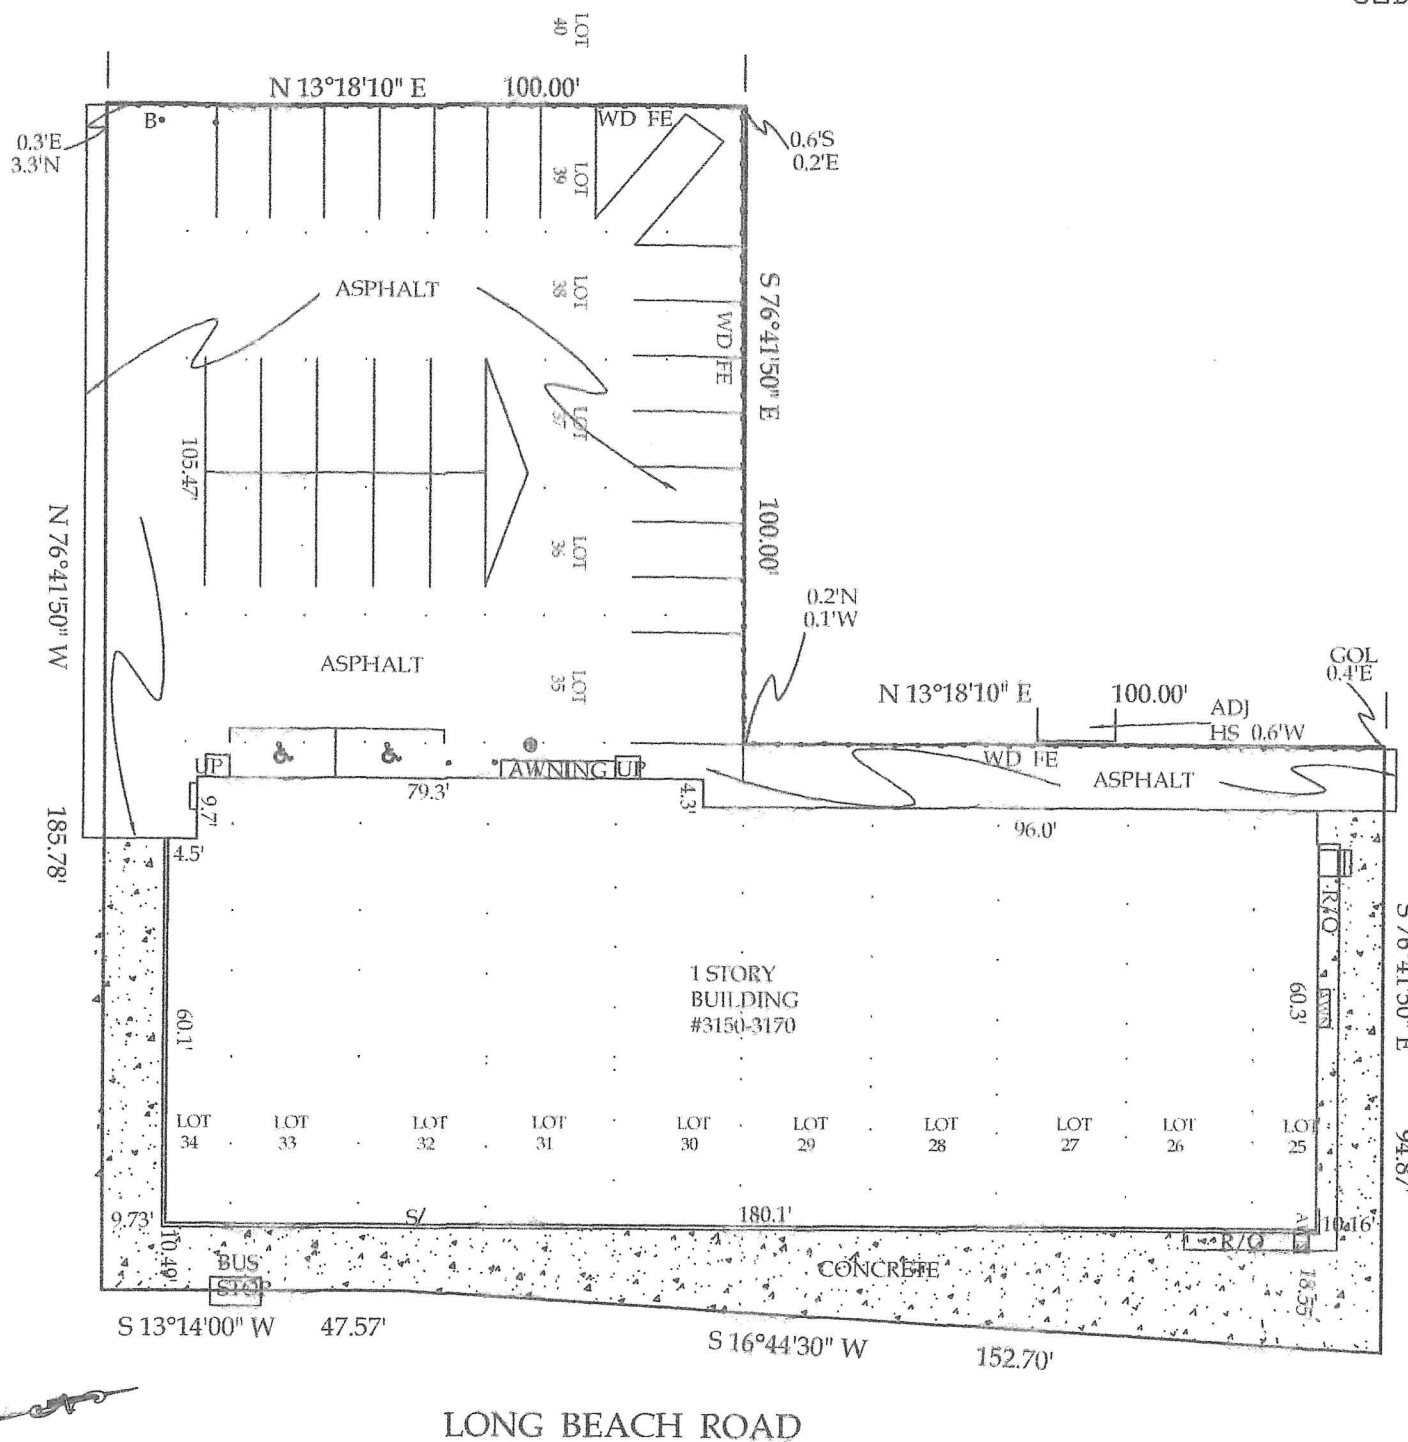 LOT
40
N 13°18'10" E 100.00'
B
WD FE
0.3'E
3.3'N
0.6'S
0.2'E
LOT
39
ASPHALT
LOT
38
S 76°41'50" E 100.00'
WD FE
LOT
37
105.47'
N 76°41'50" W 185.78'
LOT
36
0.2'N
0.1'W
ASPHALT
LOT
35
GOL
0.4'E
N 13°18'10" E 100.00'
ADJ
HS 0.6'W
WD FE
ASPHALT
UP
AWNING
UP
79.3'
4.3'
9.7'
96.0'
4.5'
R/O
S 76°41'50" E 94.87'
1 STORY
BUILDING
#3150-3170
60.3'
AWN
60.1'
LOT
34
LOT
33
LOT
32
LOT
31
LOT
30
LOT
29
LOT
28
LOT
27
LOT
26
LOT
25
9.73'
S/
180.1'
10.16'
10.49'
BUS
STOP
CONCRETE
R/O
18.55'
S 13°14'00" W 47.57'
S 16°44'30" W 152.70'
LONG BEACH ROAD